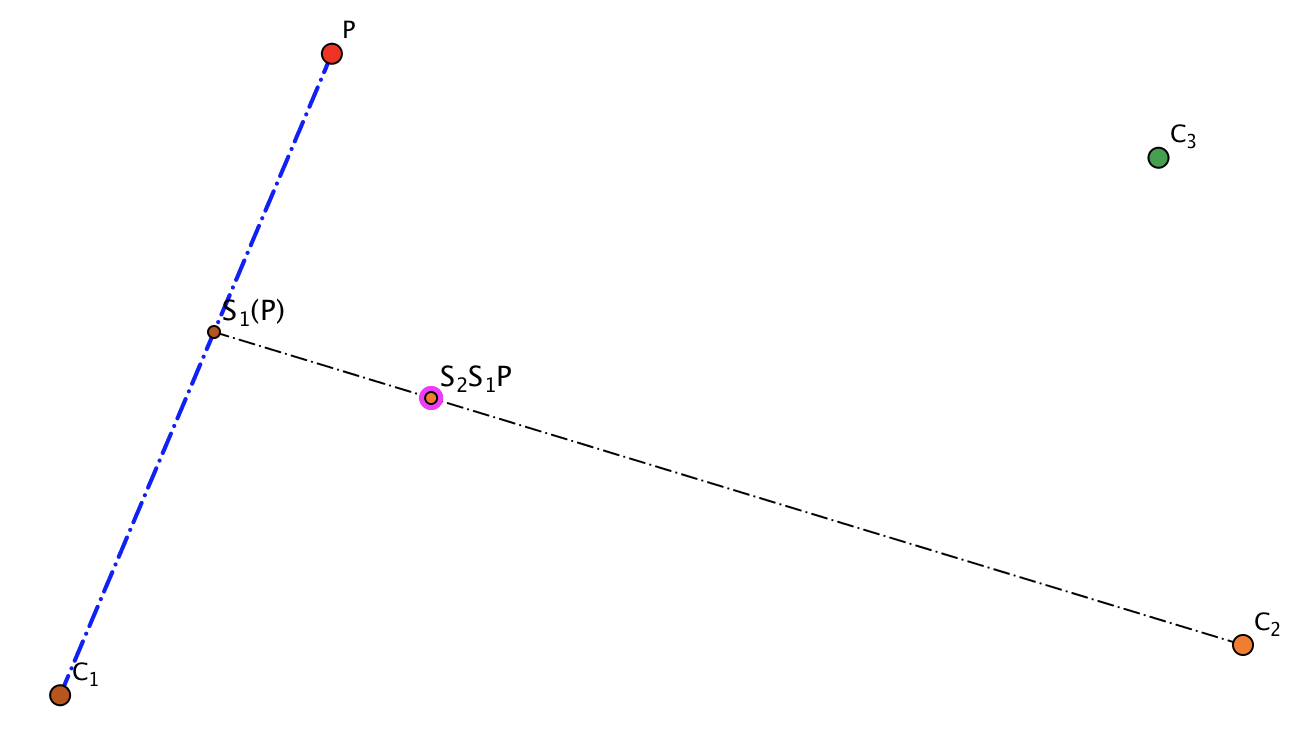 P
C₃
S₁(P)
S₂S₁P
C₂
C₁